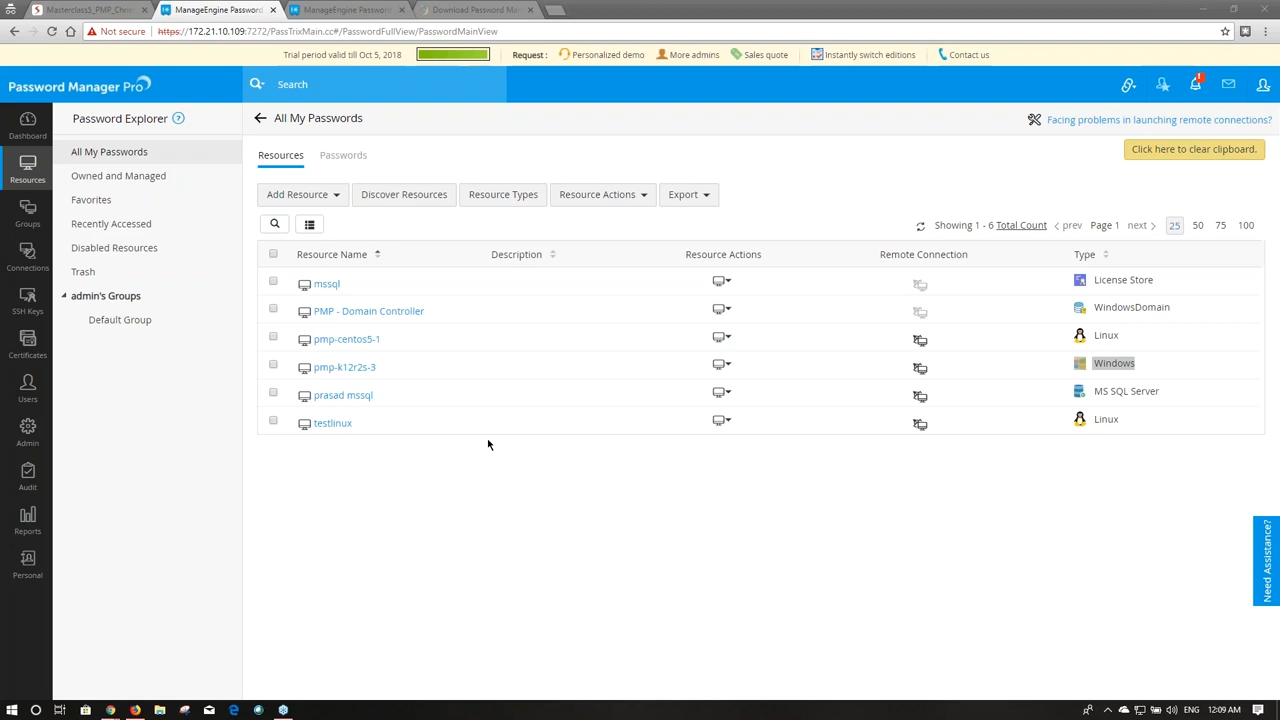 Masterclass5_PMP_Christ
ManageEngine Password
ManageEngine Password
Download Password Man
Not secure https://172.21.10.109:7272/PassTrixMain.cc#/PasswordFullView/PasswordMainView
Trial period valid till Oct 5, 2018 Request : Personalized demo More admins Sales quote Instantly switch editions Contact us
Password Manager Pro Search
Dashboard
Resources
Groups
Connections
SSH Keys
Certificates
Users
Admin
Audit
Reports
Personal
Password Explorer ?
All My Passwords
Owned and Managed
Favorites
Recently Accessed
Disabled Resources
Trash
admin's Groups
Default Group
All My Passwords
Facing problems in launching remote connections?
Click here to clear clipboard.
Resources Passwords
Add Resource Discover Resources Resource Types Resource Actions Export
Showing 1 - 6 Total Count prev Page 1 next 25 50 75 100
Resource Name Description Resource Actions Remote Connection Type
mssql License Store
PMP - Domain Controller WindowsDomain
pmp-centos5-1 Linux
pmp-k12r2s-3 Windows
prasad mssql MS SQL Server
testlinux Linux
Need Assistance?
ENG 12:09 AM